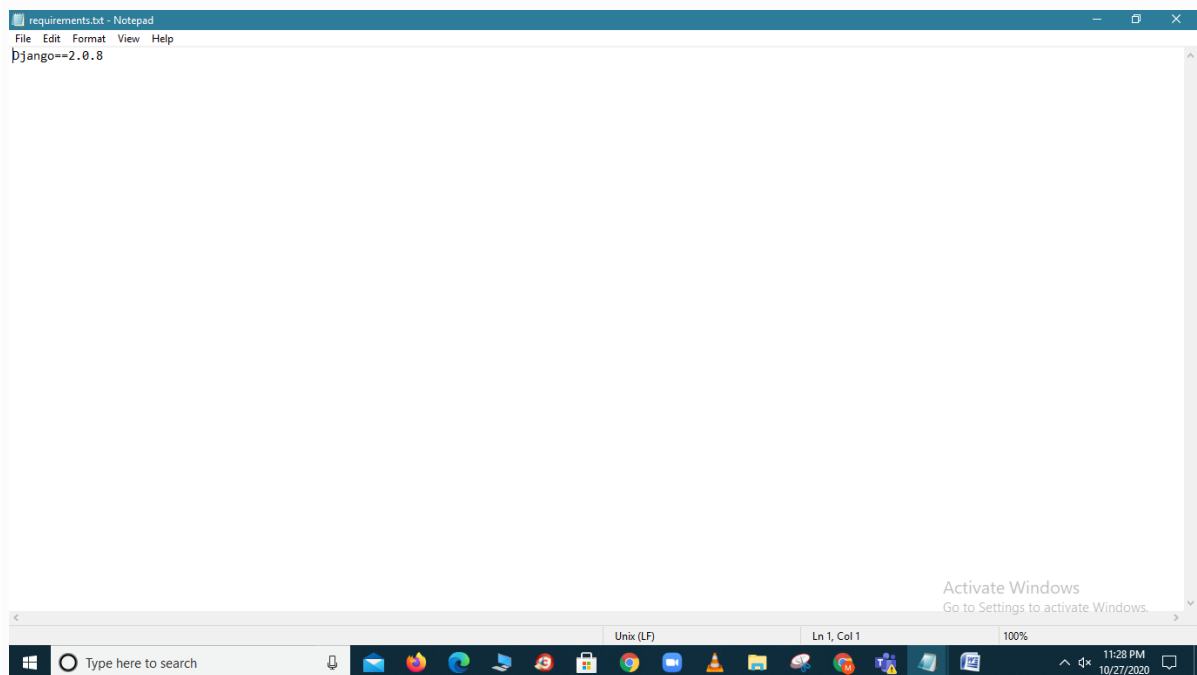 requirements.txt - Notepad
File Edit Format View Help
Django==2.0.8
Activate Windows
Go to Settings to activate Windows.
Unix (LF) Ln 1, Col 1 100%
Type here to search
11:28 PM
10/27/2020